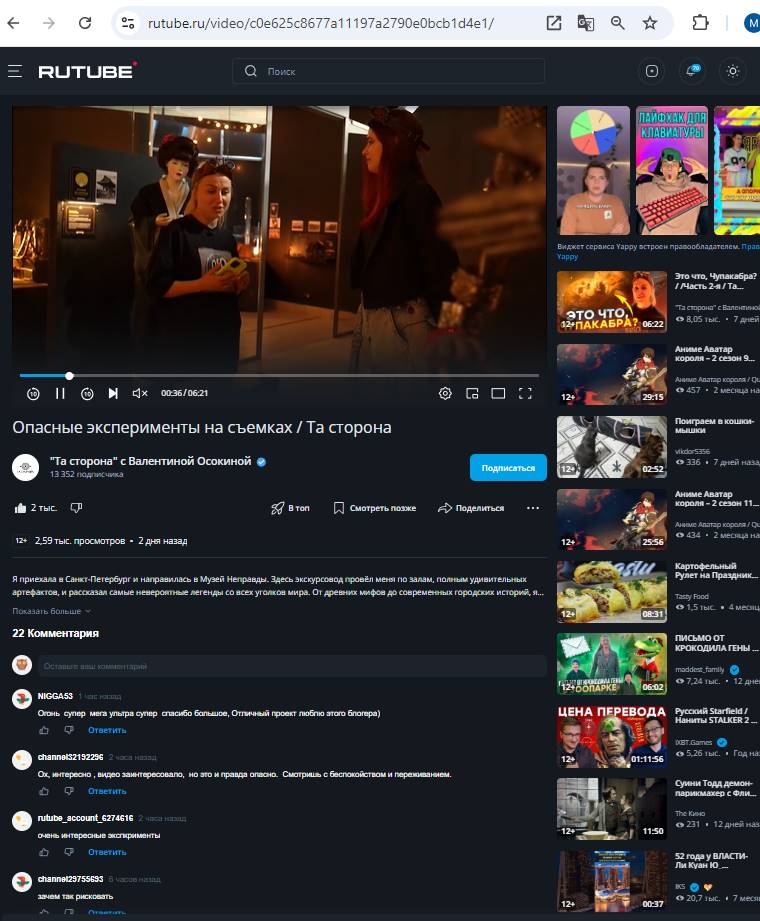 rutube.ru/video/c0e625c8677a11197a2790e0bcb1d4e1/
RUTUBE
Поиск
ЛАЙФХАК ДЛЯ
КЛАВИАТУРЫ
Виджет сервиса Yappy встроен правообладателем. Прав
Yappy
00:36 / 06:21
Опасные эксперименты на съемках / Та сторона
"Та сторона" с Валентиной Осокиной
13 352 подписчика
Подписаться
2 тыс.
В топ
Смотреть позже
Поделиться
12+ 2,59 тыс. просмотров • 2 дня назад
Я приехала в Санкт-Петербург и направилась в Музей Неправды. Здесь экскурсовод провёл меня по залам, полным удивительных
артефактов, и рассказал самые невероятные легенды со всех уголков мира. От древних мифов до современных городских историй, я...
Показать больше
22 Комментария
Оставьте ваш комментарий
NIGGA53 1 час назад
Огонь супер мега ультра супер спасибо большое, Отличный проект люблю этого блогера)
Ответить
channel32192296 2 часа назад
Ох, интересно , видео заинтересовало, но это и правда опасно. Смотришь с беспокойством и переживанием.
Ответить
rutube_account_6274616 2 часа назад
очень интересные эксперименты
Ответить
channel29755693 6 часов назад
зачем так рисковать
Ответить
ЭТО ЧТО,
ЧУПАКАБРА?
12+ 06:22
Это что, Чупакабра?
/ /Часть 2-я / Та...
"Та сторона" с Валентиной
8,05 тыс. • 7 дней
12+ 29:15
Аниме Аватар
короля – 2 сезон 9...
Аниме Аватар короля / Qu
457 • 2 месяца на
12+ 02:52
Поиграем в кошки-
мышки
vikdor5356
336 • 7 дней назад
12+ 25:56
Аниме Аватар
короля – 2 сезон 11...
Аниме Аватар короля / Qu
434 • 2 месяца на
12+ 08:31
Картофельный
Рулет на Праздник...
Tasty Food
1,5 тыс. • 4 месяц
12+ 06:02
ПИСЬМО ОТ
КРОКОДИЛА ГЕНЫ ...
maddest_family
7,24 тыс. • 12 дне
ЦЕНА ПЕРЕВОДА
12+ 01:11:56
Русский Starfield /
Наниты STALKER 2 ...
iXBT.Games
5,26 тыс. • Год наз
12+ 11:50
Суини Тодд демон-
парикмахер с Фли...
The Кино
231 • 12 дней наз
12+ 00:37
52 года у ВЛАСТИ-
Ли Куан Ю_...
IKS
20,7 тыс. • 7 меся